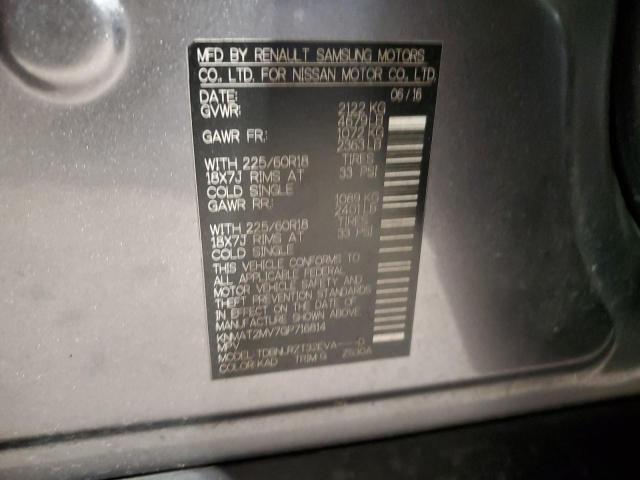 MFD BY RENAULT SAMSUNG MOTORS
CO., LTD. FOR NISSAN MOTOR CO., LTD.
DATE: 06/16
GVWR: 2122 KG
4679 LB
GAWR FR: 1072 KG
2363 LB
WITH 225/60R18 TIRES
18X7J RIMS AT 33 PSI
COLD SINGLE
GAWR RR: 1089 KG
2401 LB
WITH 225/60R18 TIRES
18X7J RIMS AT 33 PSI
COLD SINGLE
THIS VEHICLE CONFORMS TO
ALL APPLICABLE FEDERAL
MOTOR VEHICLE SAFETY AND
THEFT PREVENTION STANDARDS
IN EFFECT ON THE DATE OF
MANUFACTURE SHOWN ABOVE.
KNMAT2MV7GP716814
MPV
MODEL:
COLOR:KAD TRIM:G